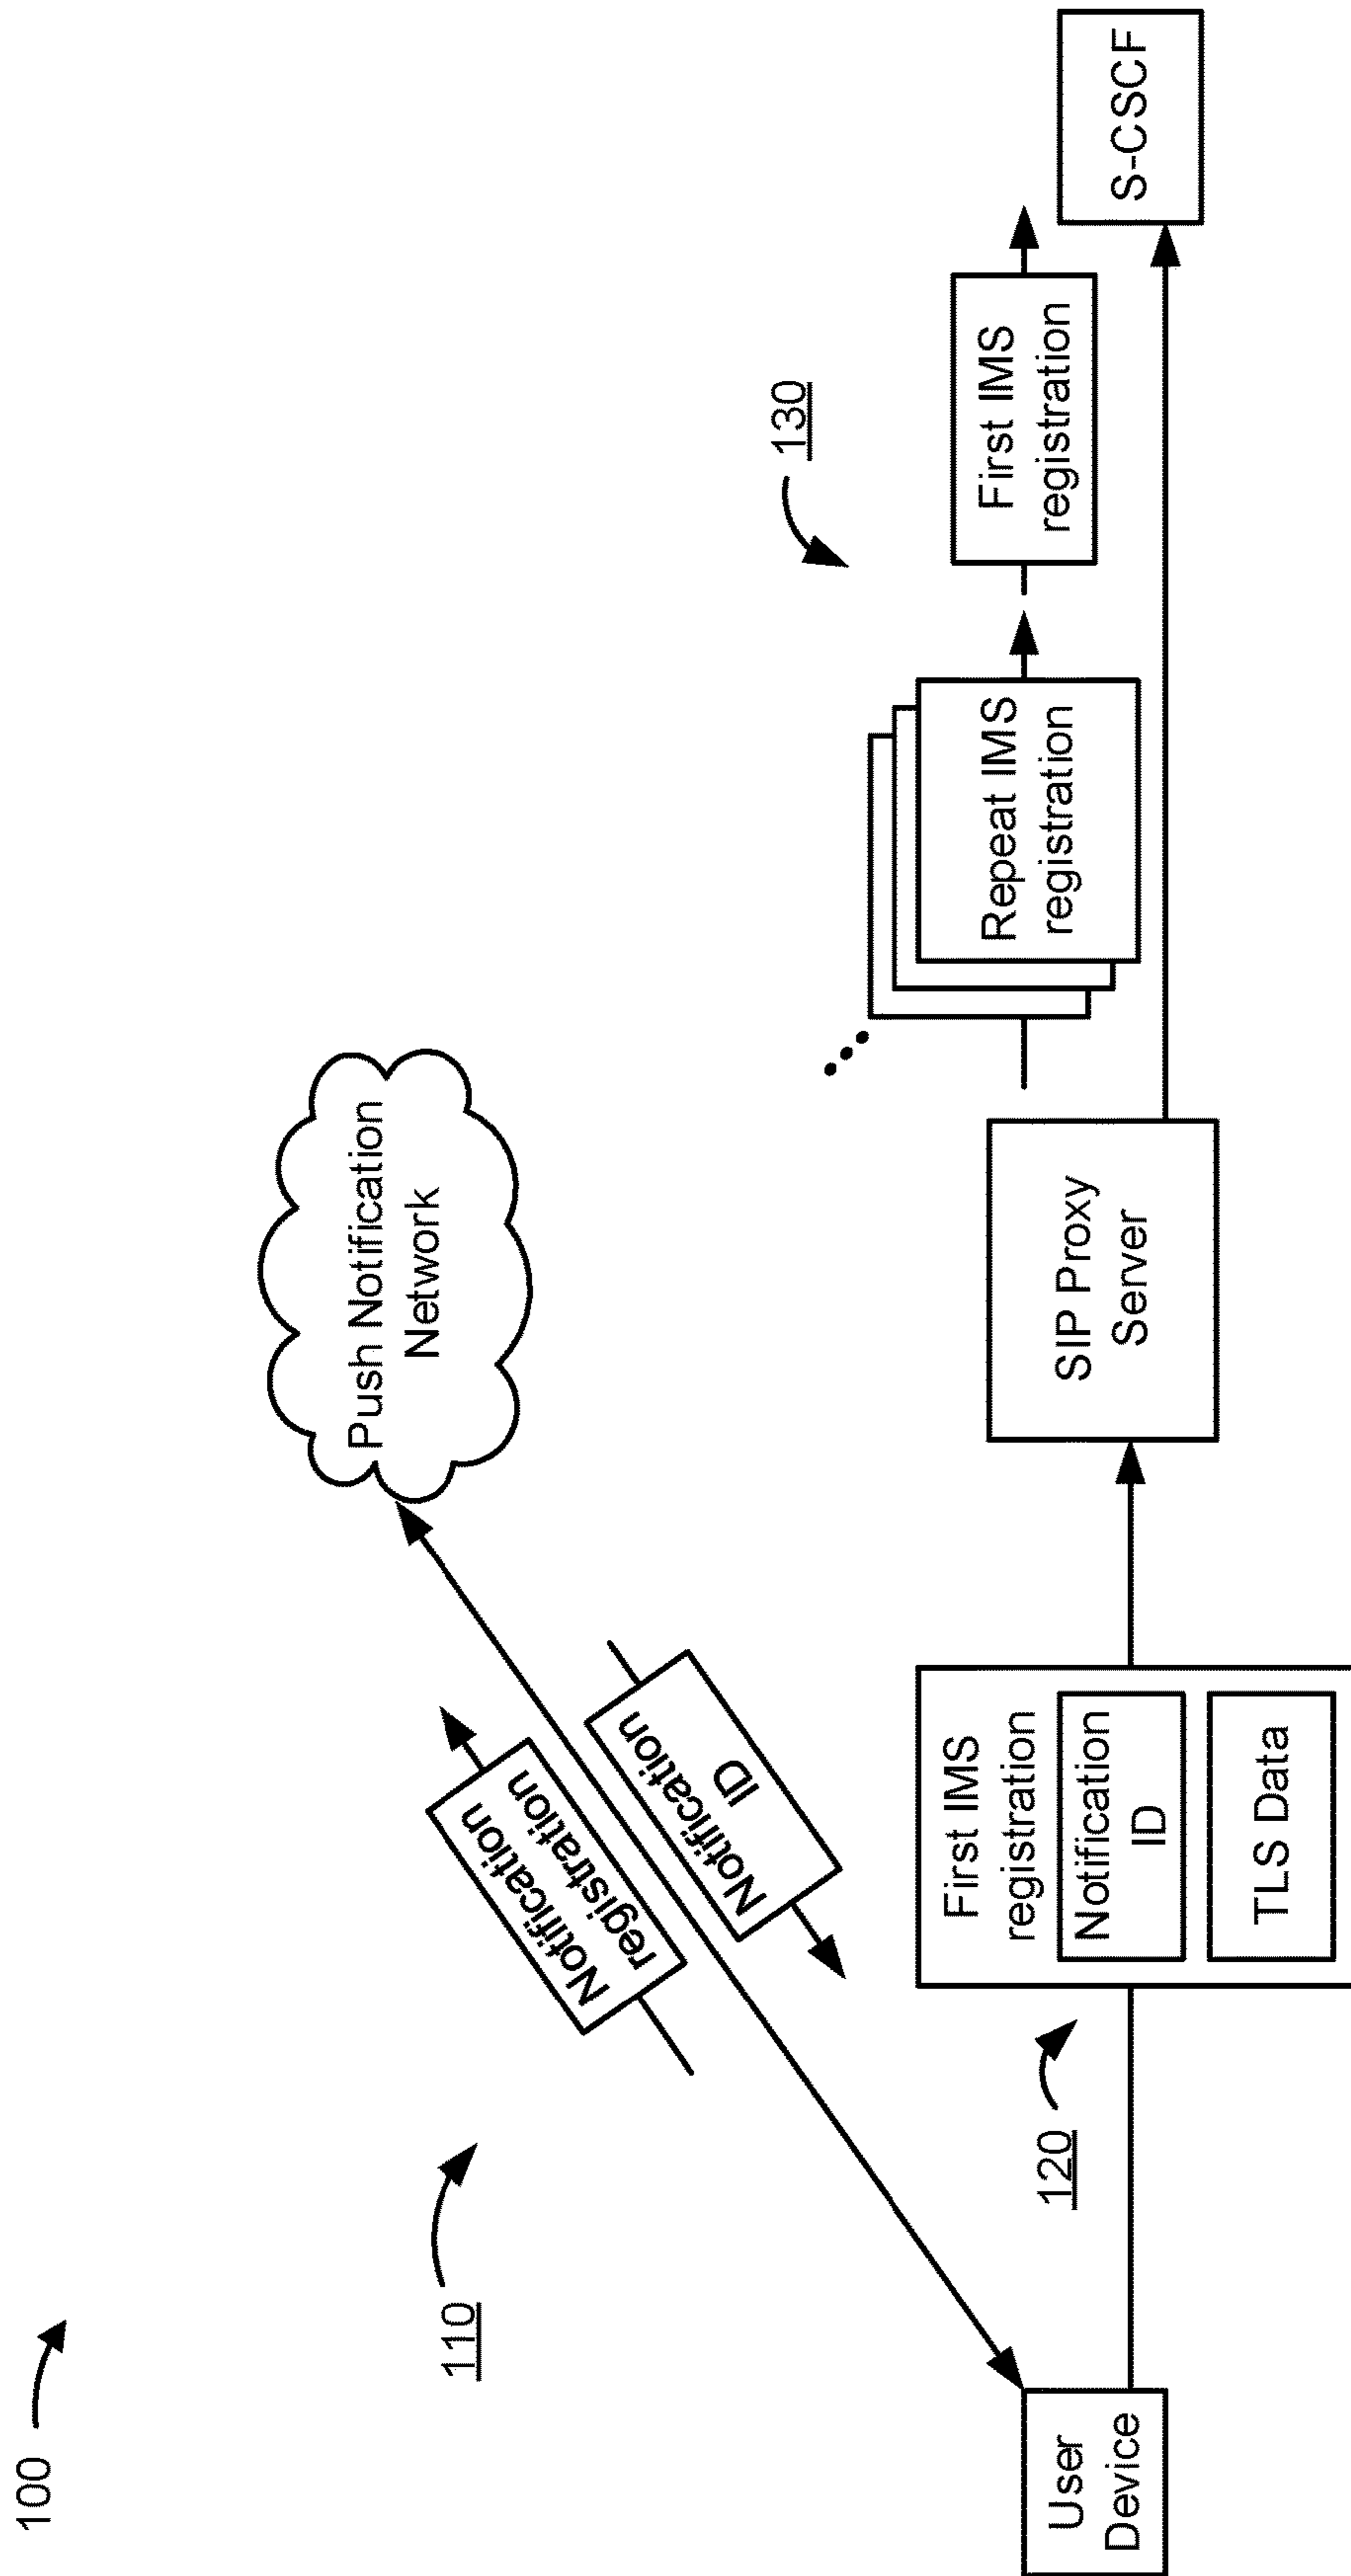 100
110
Push Notification
Network
Notification
registration
Notification
ID
120
130
User
Device
First IMS
registration
Notification
ID
TLS Data
SIP Proxy
Server
Repeat IMS
registration
First IMS
registration
S-CSCF